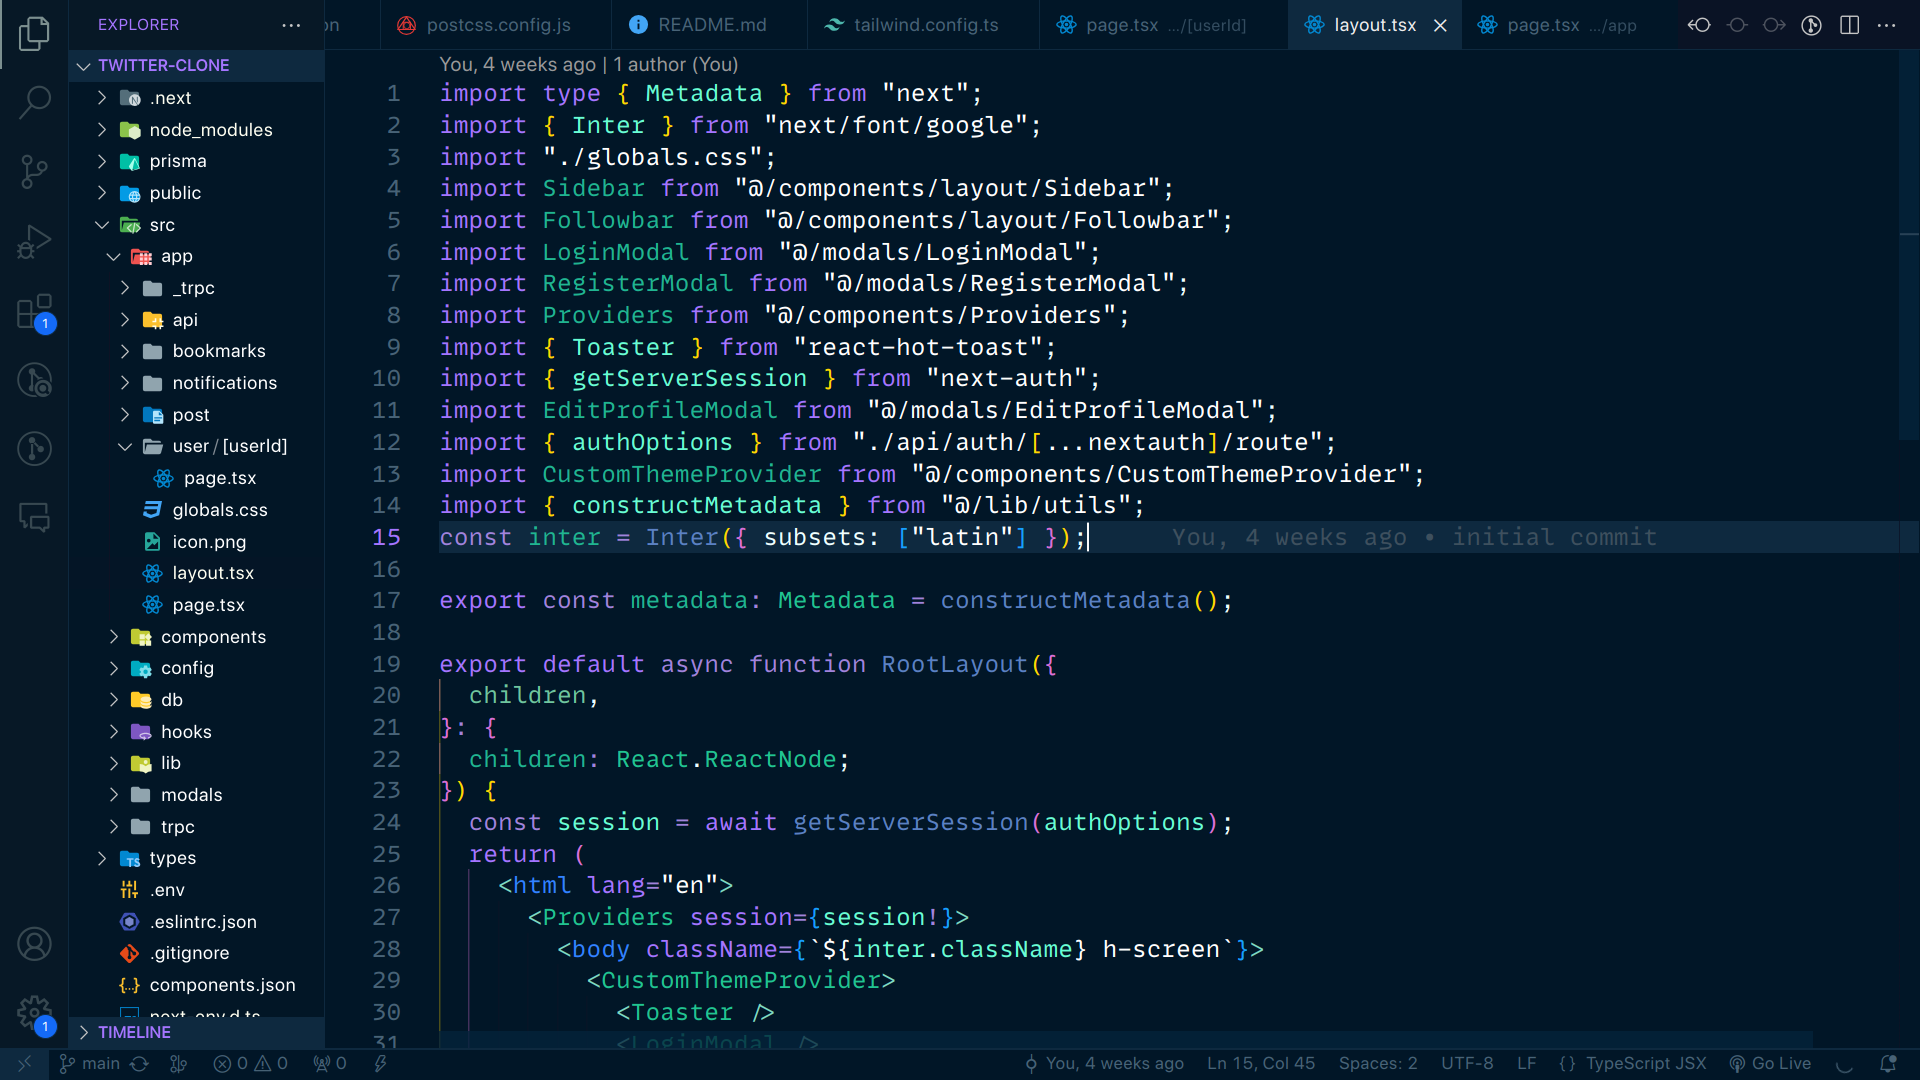 EXPLORER
on
postcss.config.js
README.md
tailwind.config.ts
page.tsx .../[userId]
layout.tsx
page.tsx .../app
TWITTER-CLONE
.next
node_modules
prisma
public
src
app
_trpc
api
bookmarks
notifications
post
user / [userId]
page.tsx
globals.css
icon.png
layout.tsx
page.tsx
components
config
db
hooks
lib
modals
trpc
types
.env
.eslintrc.json
.gitignore
components.json
next-env.d.ts
TIMELINE
1
1
You, 4 weeks ago | 1 author (You)
1 import type { Metadata } from "next";
2 import { Inter } from "next/font/google";
3 import "./globals.css";
4 import Sidebar from "@/components/layout/Sidebar";
5 import Followbar from "@/components/layout/Followbar";
6 import LoginModal from "@/modals/LoginModal";
7 import RegisterModal from "@/modals/RegisterModal";
8 import Providers from "@/components/Providers";
9 import { Toaster } from "react-hot-toast";
10 import { getServerSession } from "next-auth";
11 import EditProfileModal from "@/modals/EditProfileModal";
12 import { authOptions } from "./api/auth/[...nextauth]/route";
13 import CustomThemeProvider from "@/components/CustomThemeProvider";
14 import { constructMetadata } from "@/lib/utils";
15 const inter = Inter({ subsets: ["latin"] }); You, 4 weeks ago • initial commit
16
17 export const metadata: Metadata = constructMetadata();
18
19 export default async function RootLayout({
20 children,
21 }: {
22 children: React.ReactNode;
23 }) {
24 const session = await getServerSession(authOptions);
25 return (
26 <html lang="en">
27 <Providers session={session!}>
28 <body className={`${inter.className} h-screen`}>
29 <CustomThemeProvider>
30 <Toaster />
31 <LoginModal />
main 0 0 0 You, 4 weeks ago Ln 15, Col 45 Spaces: 2 UTF-8 LF {} TypeScript JSX Go Live